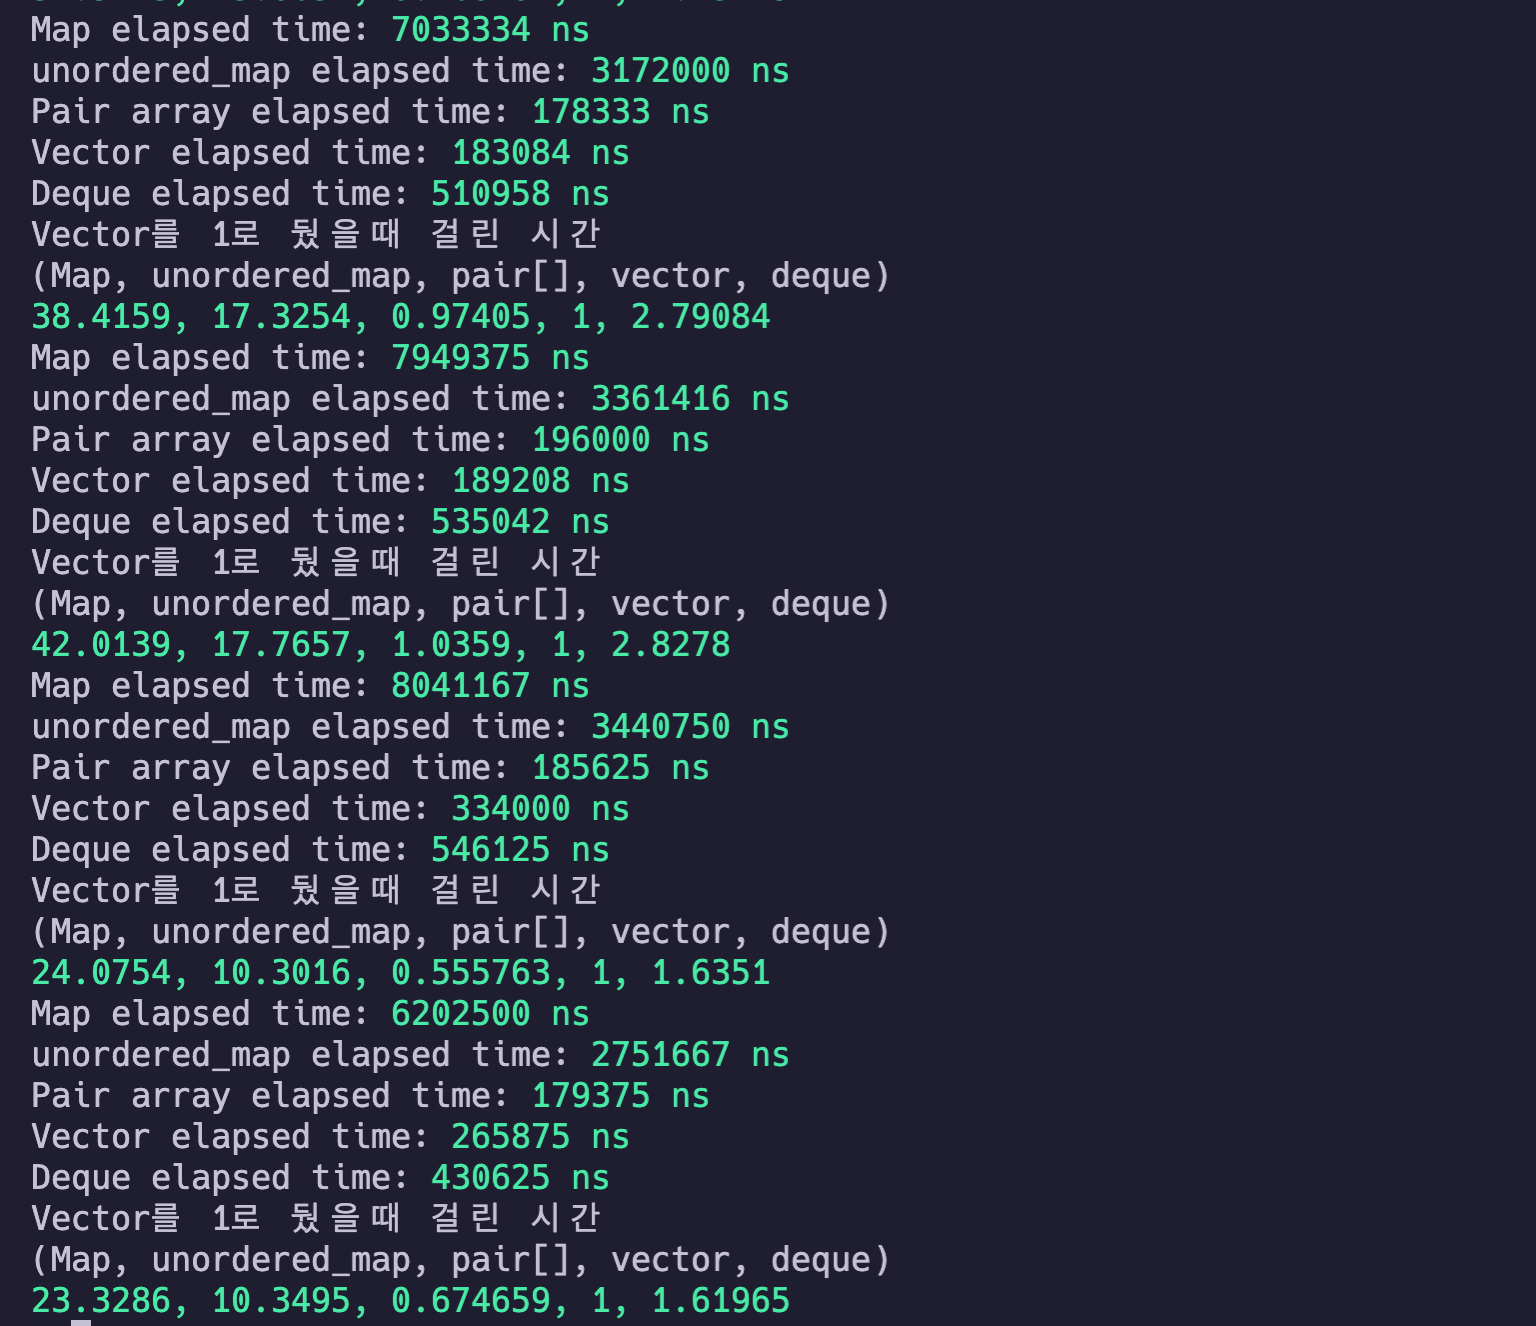 Map elapsed time: 7033334 ns
unordered_map elapsed time: 3172000 ns
Pair array elapsed time: 178333 ns
Vector elapsed time: 183084 ns
Deque elapsed time: 510958 ns
Vector를 1로 뒀을때 걸린 시간
(Map, unordered_map, pair[], vector, deque)
38.4159, 17.3254, 0.97405, 1, 2.79084
Map elapsed time: 7949375 ns
unordered_map elapsed time: 3361416 ns
Pair array elapsed time: 196000 ns
Vector elapsed time: 189208 ns
Deque elapsed time: 535042 ns
Vector를 1로 뒀을때 걸린 시간
(Map, unordered_map, pair[], vector, deque)
42.0139, 17.7657, 1.0359, 1, 2.8278
Map elapsed time: 8041167 ns
unordered_map elapsed time: 3440750 ns
Pair array elapsed time: 185625 ns
Vector elapsed time: 334000 ns
Deque elapsed time: 546125 ns
Vector를 1로 뒀을때 걸린 시간
(Map, unordered_map, pair[], vector, deque)
24.0754, 10.3016, 0.555763, 1, 1.6351
Map elapsed time: 6202500 ns
unordered_map elapsed time: 2751667 ns
Pair array elapsed time: 179375 ns
Vector elapsed time: 265875 ns
Deque elapsed time: 430625 ns
Vector를 1로 뒀을때 걸린 시간
(Map, unordered_map, pair[], vector, deque)
23.3286, 10.3495, 0.674659, 1, 1.61965